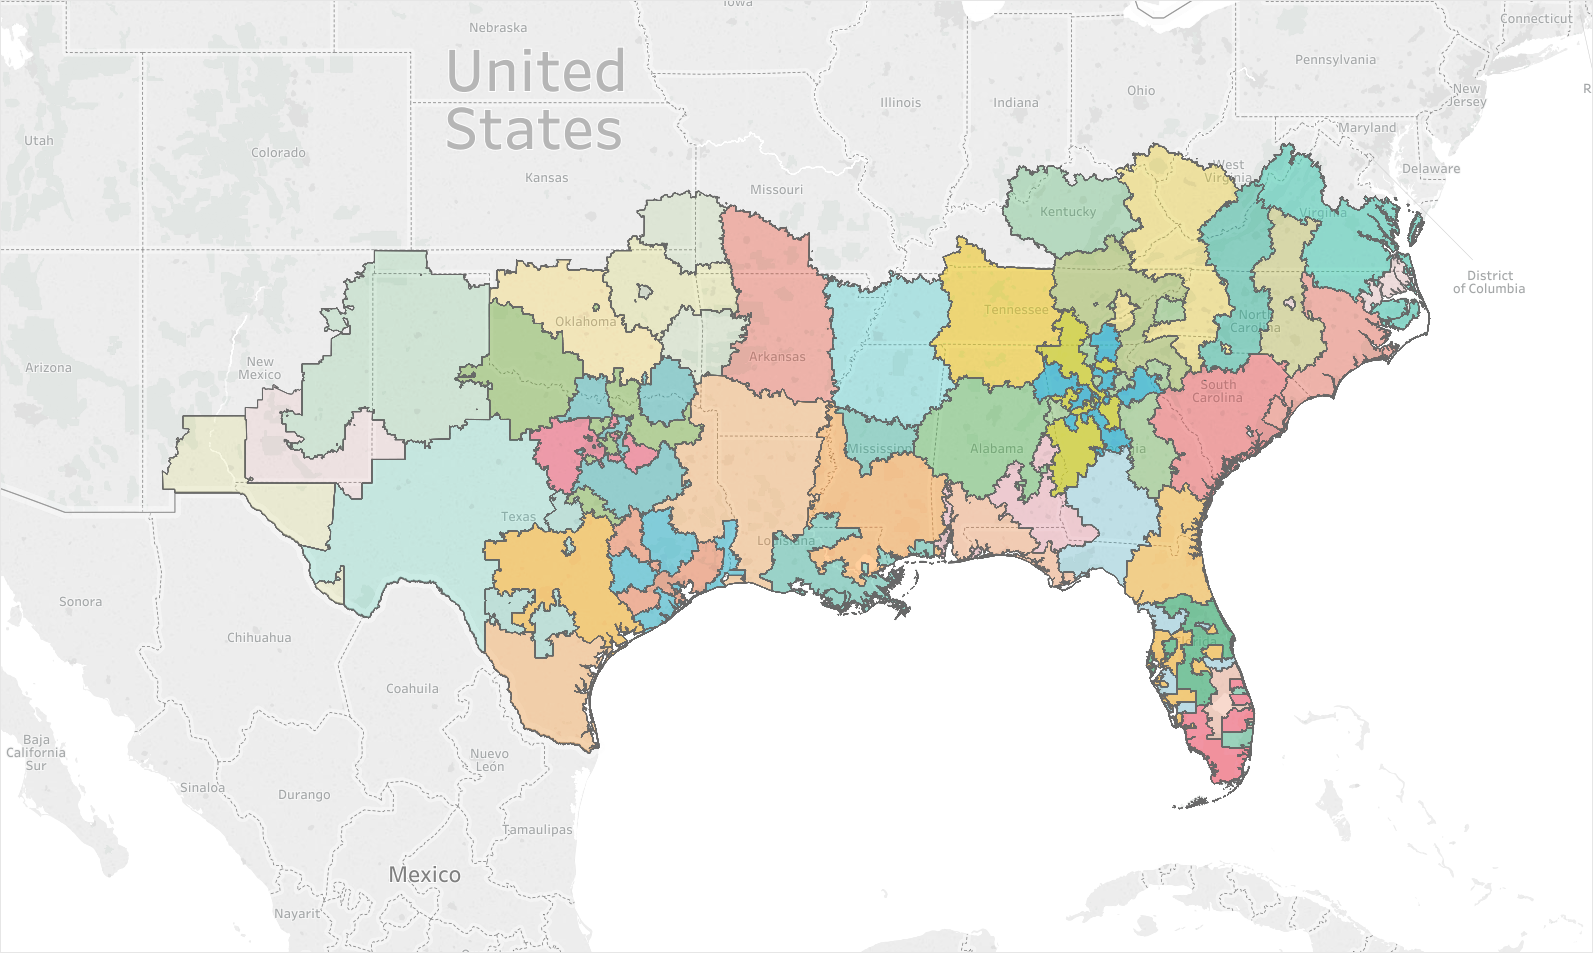 Iowa
Connecticut
Nebraska
United
States
Pennsylvania
Ohio
Illinois
Indiana
New
Jersey
R
Maryland
Utah
Colorado
West
Virginia
Delaware
Kansas
Missouri
Kentucky
Virginia
District
of Columbia
Tennessee
Oklahoma
North
Carolina
New
Mexico
Arkansas
Arizona
South
Carolina
Mississippi
Alabama
ia
Texas
Louisiana
Sonora
Chihuahua
Florida
Coahuila
Baja
California
Sur
Nuevo
León
Sinaloa
Durango
Tamaulipas
Mexico
Nayarit